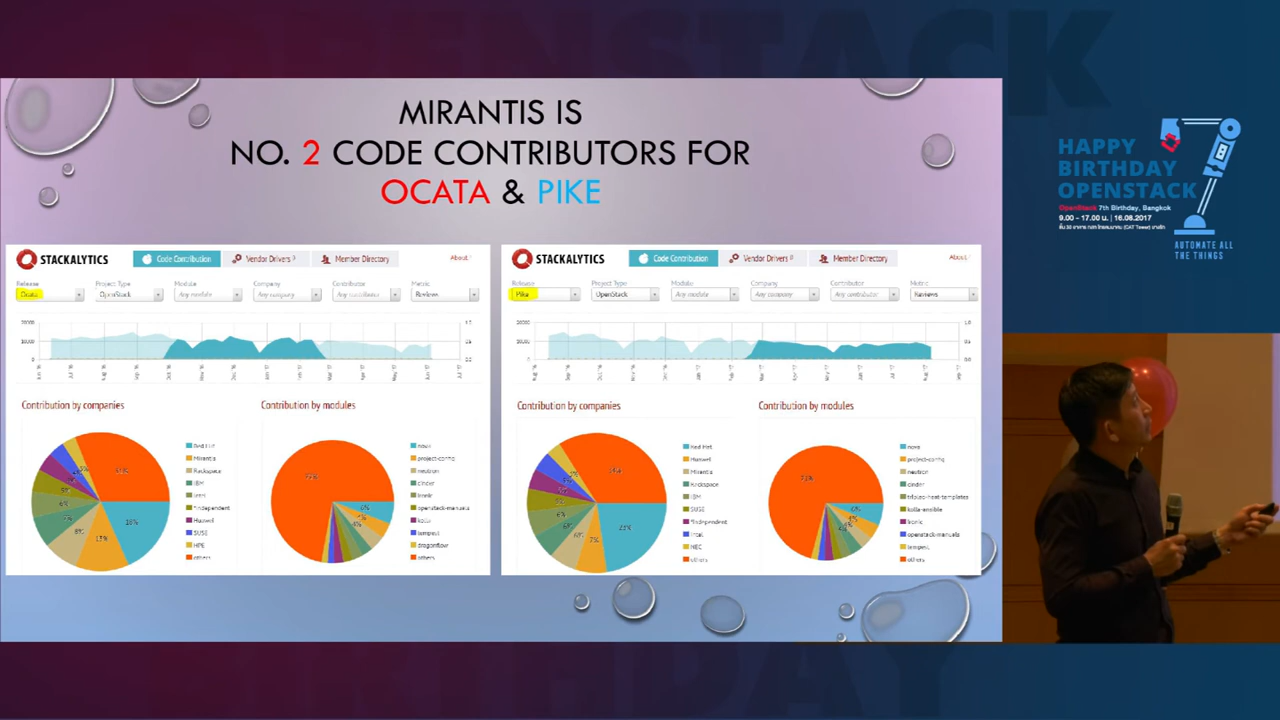 MIRANTIS IS
NO. 2 CODE CONTRIBUTORS FOR
OCATA & PIKE
HAPPY
BIRTHDAY
OPENSTACK
OpenStack 7th Birthday, Bangkok
9.00 - 17.00 น. | 16.08.2017
7
AUTOMATE ALL
THE THINGS
STACKALYTICS
Code Contribution
Vendor Drivers
Member Directory
About
Release
Project Type
Module
Company
Contributor
Metric
Ocata
OpenStack
Any module
Any company
Any contributor
Reviews
Contribution by companies
Contribution by modules
Red Hat
Mirantis
Rackspace
IBM
Intel
*independent
Huawei
SUSE
HPE
others
nova
project-config
neutron
cinder
ironic
openstack-manuals
kolla
tempest
dragonflow
others
STACKALYTICS
Code Contribution
Vendor Drivers
Member Directory
About
Release
Project Type
Module
Company
Contributor
Metric
Pike
OpenStack
Any module
Any company
Any contributor
Reviews
Contribution by companies
Contribution by modules
Red Hat
Huawei
Mirantis
Rackspace
IBM
SUSE
*independent
Intel
NEC
others
nova
project-config
neutron
cinder
tripleo-heat-templates
kolla-ansible
ironic
openstack-manuals
tempest
others